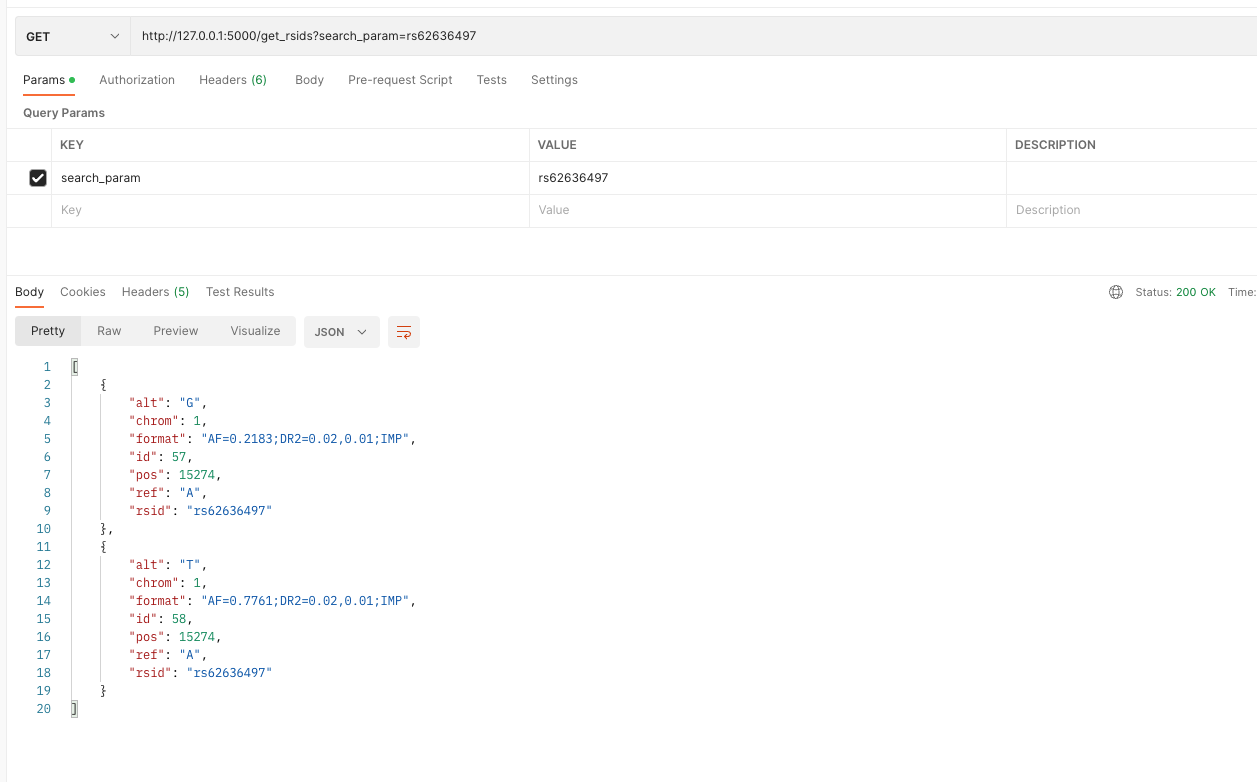 GET http://127.0.0.1:5000/get_rsids?search_param=rs62636497
Params Authorization Headers (6) Body Pre-request Script Tests Settings
Query Params
KEY VALUE DESCRIPTION
search_param rs62636497
Key Value Description
Body Cookies Headers (5) Test Results Status: 200 OK Time:
Pretty Raw Preview Visualize JSON
1 [
2 {
3 "alt": "G",
4 "chrom": 1,
5 "format": "AF=0.2183;DR2=0.02,0.01;IMP",
6 "id": 57,
7 "pos": 15274,
8 "ref": "A",
9 "rsid": "rs62636497"
10 },
11 {
12 "alt": "T",
13 "chrom": 1,
14 "format": "AF=0.7761;DR2=0.02,0.01;IMP",
15 "id": 58,
16 "pos": 15274,
17 "ref": "A",
18 "rsid": "rs62636497"
19 }
20 ]